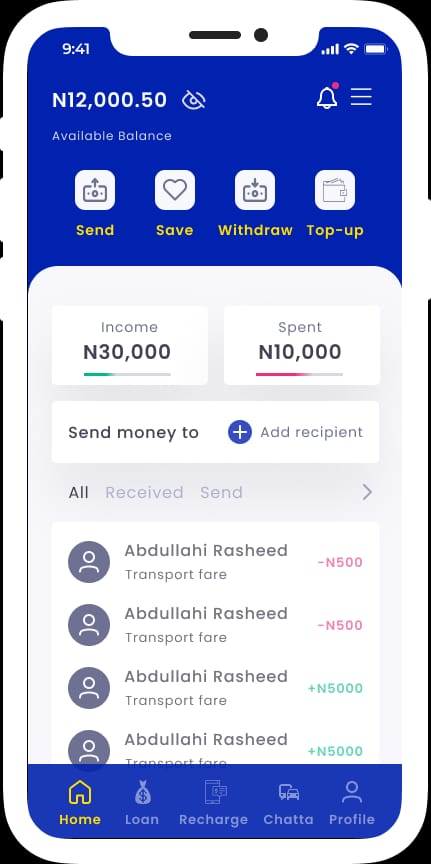 9:41
N12,000.50
Available Balance
Send Save Withdraw Top-up
Income Spent
N30,000 N10,000
Send money to Add recipient
All Received Send
Abdullahi Rasheed
Transport fare -N500
Abdullahi Rasheed
Transport fare -N500
Abdullahi Rasheed
Transport fare +N5000
Abdullahi Rasheed
Transport fare +N5000
Home Loan Recharge Chatta Profile